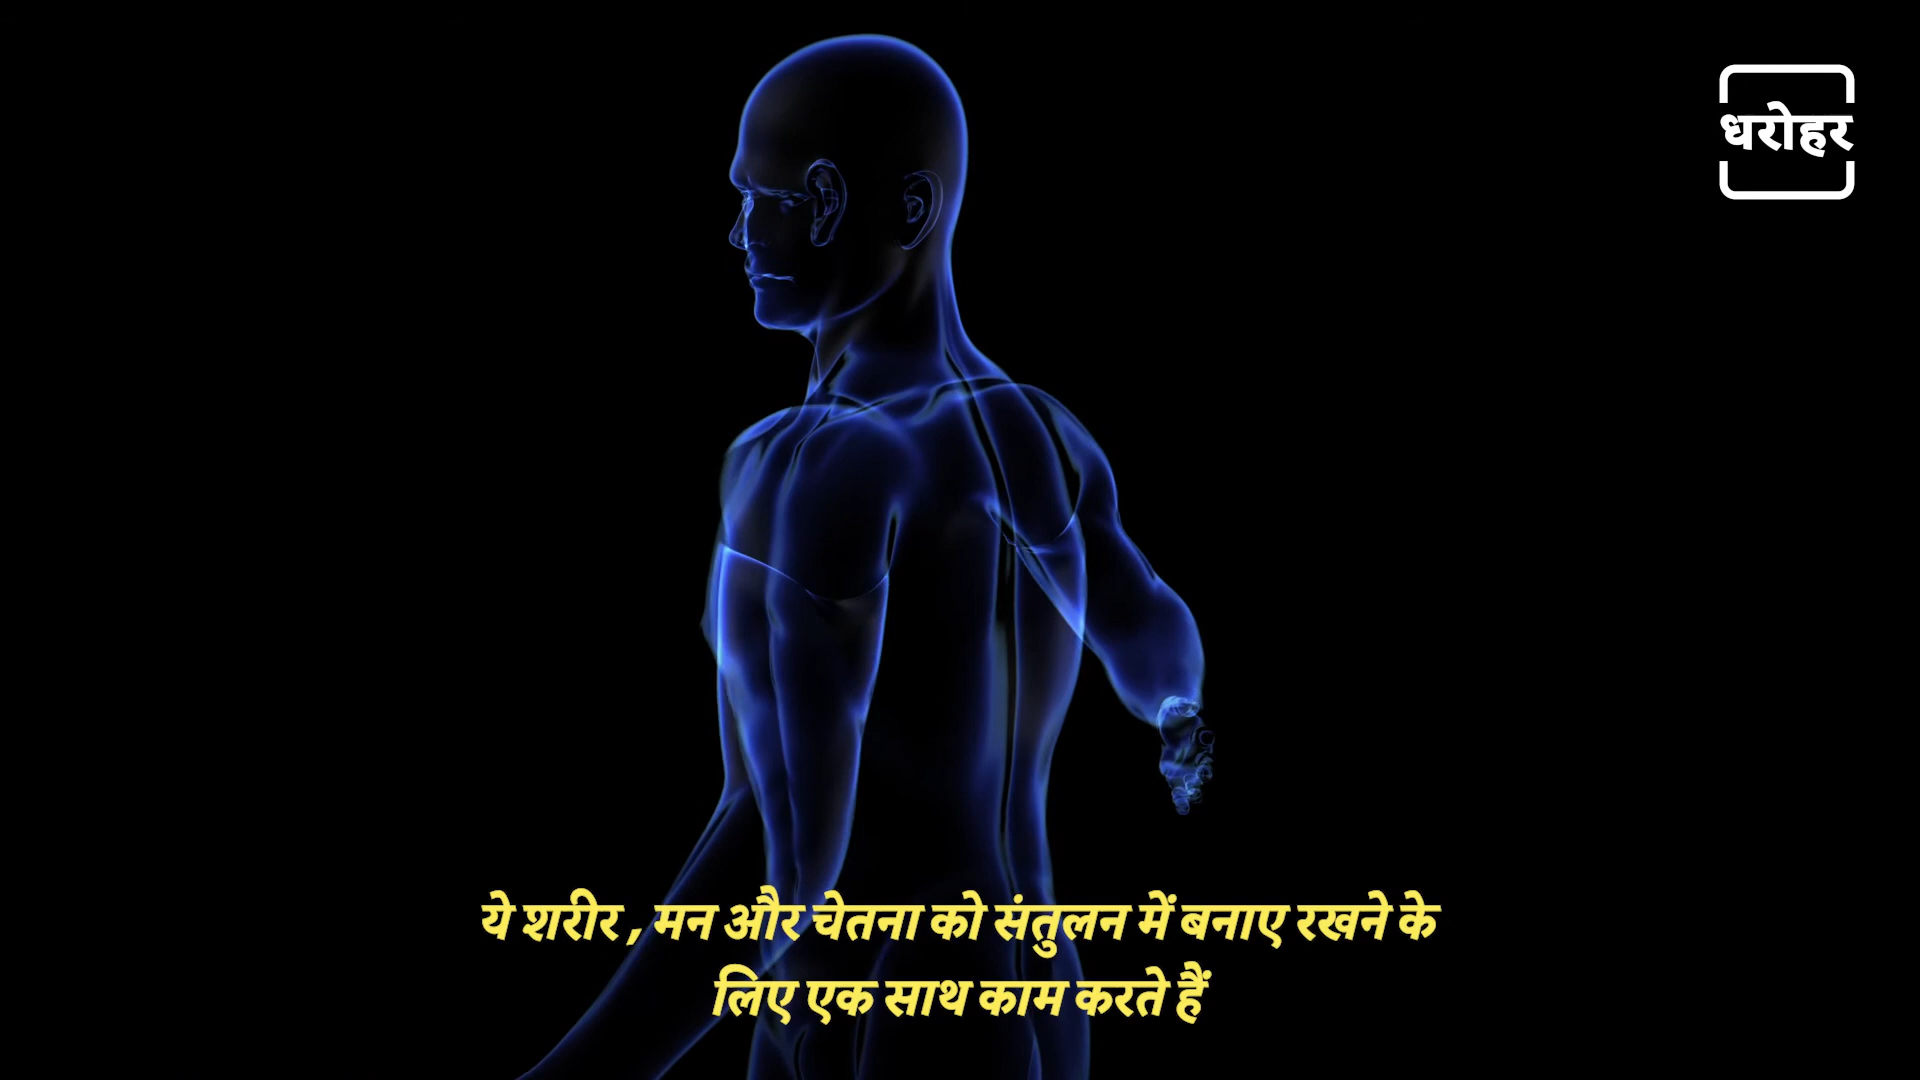 धरोहर
ये शरीर , मन और चेतना को संतुलन में बनाए रखने के
लिए एक साथ काम करते हैं